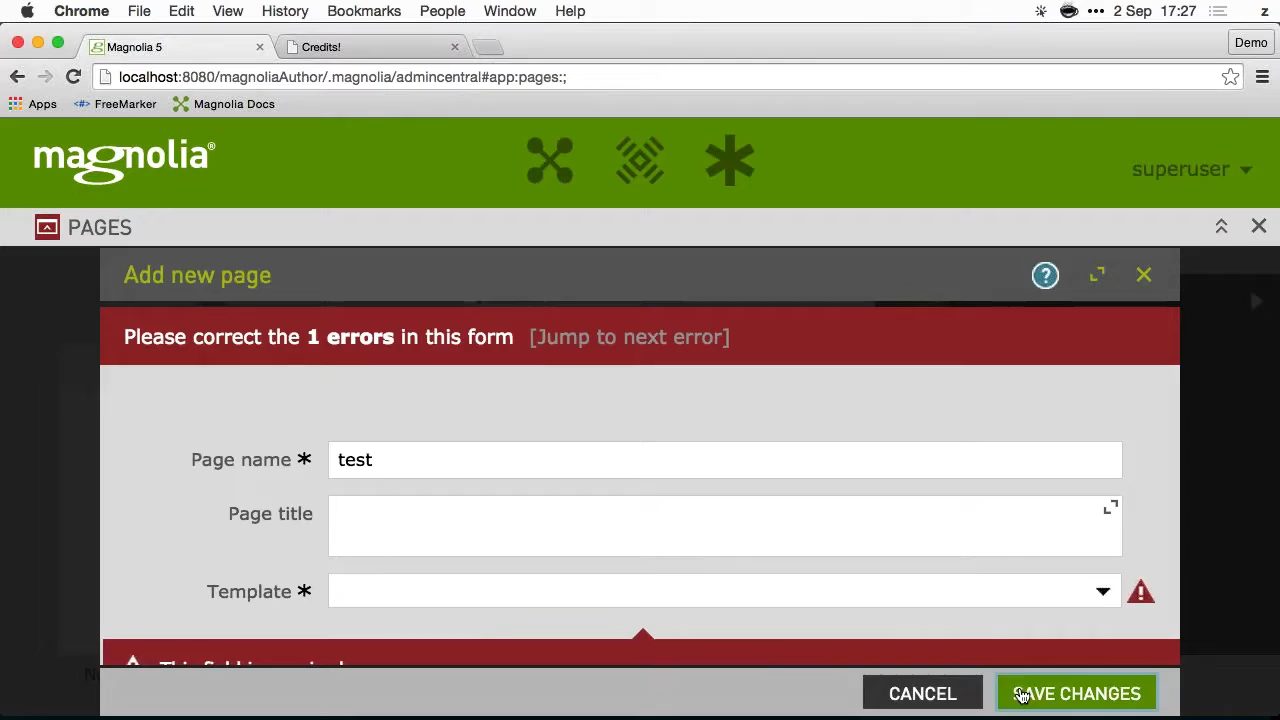 Chrome File Edit View History Bookmarks People Window Help 2 Sep 17:27 z
Magnolia 5 Credits! Demo
localhost:8080/magnoliaAuthor/.magnolia/admincentral#app:pages:;
Apps FreeMarker Magnolia Docs
magnolia® superuser
PAGES
Add new page ?
Please correct the 1 errors in this form [Jump to next error]
Page name * test
Page title
Template *
CANCEL SAVE CHANGES